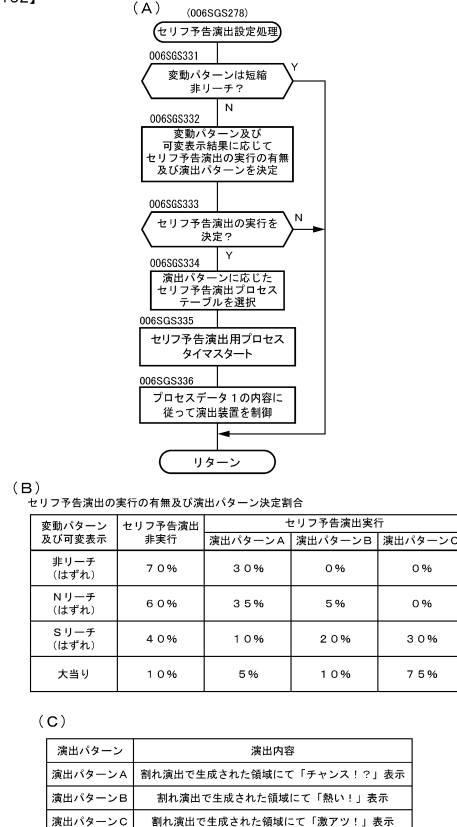 （Ａ）
(006SGS278)
セリフ予告演出設定処理
006SGS331
変動パターンは短縮
非リーチ？
Ｙ
Ｎ
006SGS332
変動パターン及び
可変表示結果に応じて
セリフ予告演出の実行の有無
及び演出パターンを決定
006SGS333
セリフ予告演出の実行を
決定？
Ｎ
Ｙ
006SGS334
演出パターンに応じた
セリフ予告演出プロセス
テーブルを選択
006SGS335
セリフ予告演出用プロセス
タイマスタート
006SGS336
プロセスデータ１の内容に
従って演出装置を制御
リターン
（Ｂ）
セリフ予告演出の実行の有無及び演出パターン決定割合
変動パターン
及び可変表示
セリフ予告演出
非実行
セリフ予告演出実行
演出パターンＡ 演出パターンＢ 演出パターンＣ
非リーチ
（はずれ）
７０％ ３０％ ０％ ０％
Ｎリーチ
（はずれ）
６０％ ３５％ ５％ ０％
Ｓリーチ
（はずれ）
４０％ １０％ ２０％ ３０％
大当り １０％ ５％ １０％ ７５％
（Ｃ）
演出パターン 演出内容
演出パターンＡ 割れ演出で生成された領域にて「チャンス！？」表示
演出パターンＢ 割れ演出で生成された領域にて「熱い！」表示
演出パターンＣ 割れ演出で生成された領域にて「激アツ！」表示